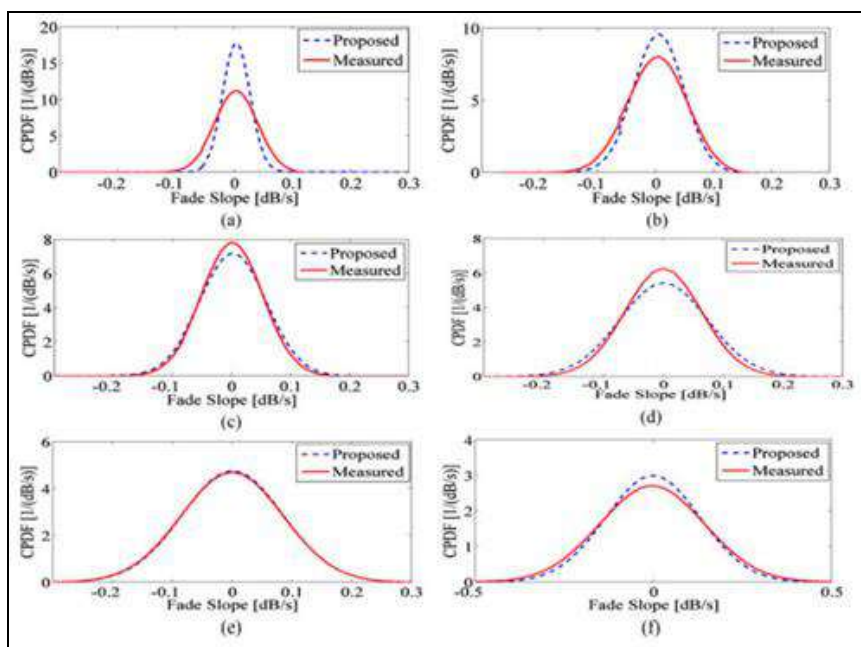 20
15
10
5
0
CPDF [1/(dB/s)]
Proposed
Measured
-0.2 -0.1 0 0.1 0.2 0.3
Fade Slope [dB/s]
(a)
10
5
0
CPDF [1/(dB/s)]
Proposed
Measured
-0.2 -0.1 0 0.1 0.2 0.3
Fade Slope [dB/s]
(b)
8
6
4
2
0
CPDF [1/(dB/s)]
Proposed
Measured
-0.2 -0.1 0 0.1 0.2 0.3
Fade Slope [dB/s]
(c)
8
6
4
2
0
CPDF [1/(dB/s)]
Proposed
Measured
-0.2 -0.1 0 0.1 0.2 0.3
Fade Slope [dB/s]
(d)
6
4
2
0
CPDF [1/(dB/s)]
Proposed
Measured
-0.2 -0.1 0 0.1 0.2 0.3
Fade Slope [dB/s]
(e)
4
3
2
1
0
CPDF [1/(dB/s)]
Proposed
Measured
-0.5 0 0.5
Fade Slope [dB/s]
(f)